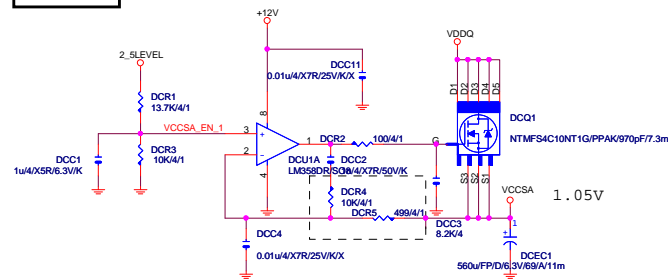 +12V
2_5LEVEL
VDDQ
DCC11
0.01u/4/X7R/25V/K/X
D1
D2
D3
D4
D5
DCR1
13.7K/4/1
DCQ1
NTMFS4C10NT1G/PPAK/970pF/7.3m
VCCSA_EN_1
8
3
+
1
DCR2
100/4/1
G
2
-
4
DCR3
10K/4/1
DCC1
1u/4/X5R/6.3V/K
DCU1A
LM358DR/SO8
DCC2
DCR4
10K/4/1
DCR5
499/4/1
S3
S2
S1
VCCSA
1.05V
DCC3
8.2K/4
DCC4
0.01u/4/X7R/25V/K/X
1
+
DCEC1
560u/FP/D/6.3V/69/A/11m